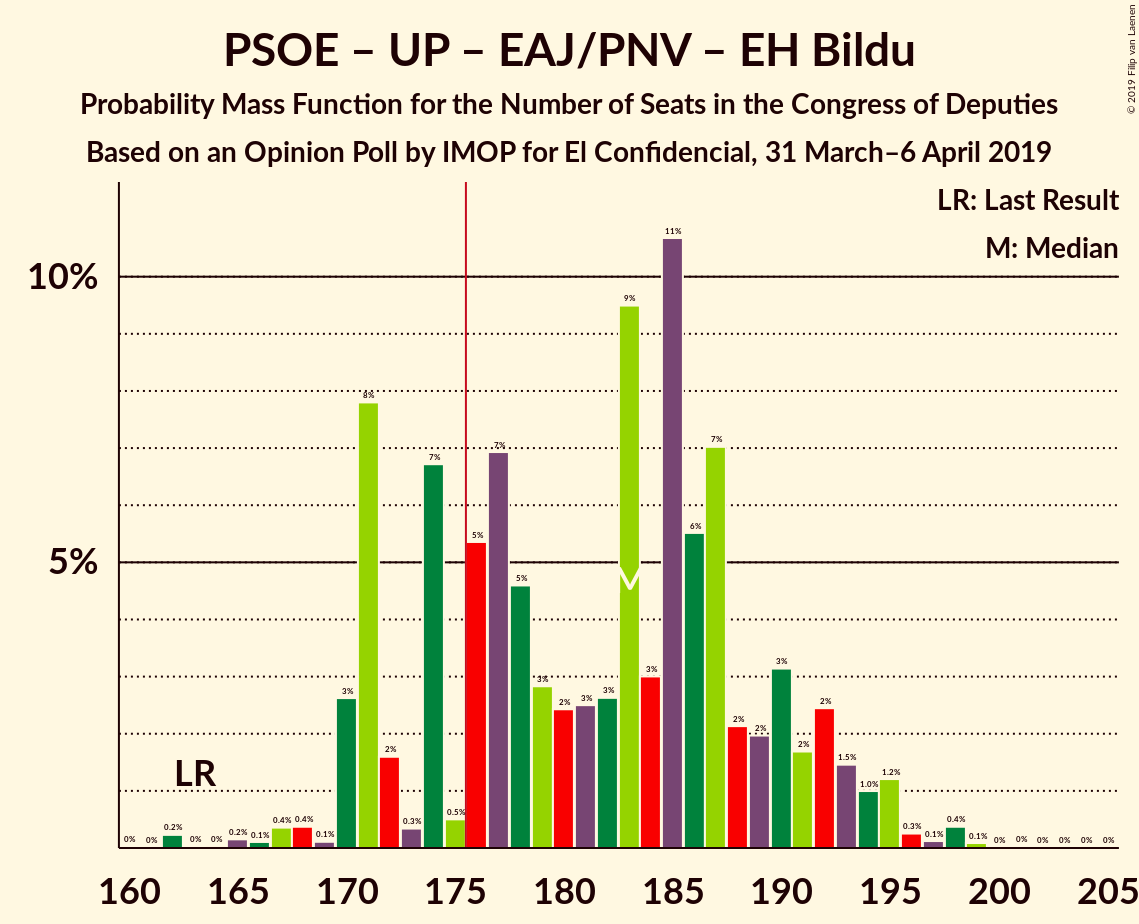 PSOE – UP – EAJ/PNV – EH Bildu
Probability Mass Function for the Number of Seats in the Congress of Deputies
Based on an Opinion Poll by IMOP for El Confidencial, 31 March–6 April 2019
© 2019 Filip van Laenen
LR: Last Result
M: Median
10%
5%
LR
0% 0% 0.2% 0% 0% 0.2% 0.1% 0.4% 0.4% 0.1% 3% 8% 2% 0.3% 7% 0.5% 5% 7% 5% 3% 2% 3% 3% 9% 3% 11% 6% 7% 2% 2% 3% 2% 2% 1.5% 1.0% 1.2% 0.3% 0.1% 0.4% 0.1% 0% 0% 0% 0% 0% 0%
160 165 170 175 180 185 190 195 200 205